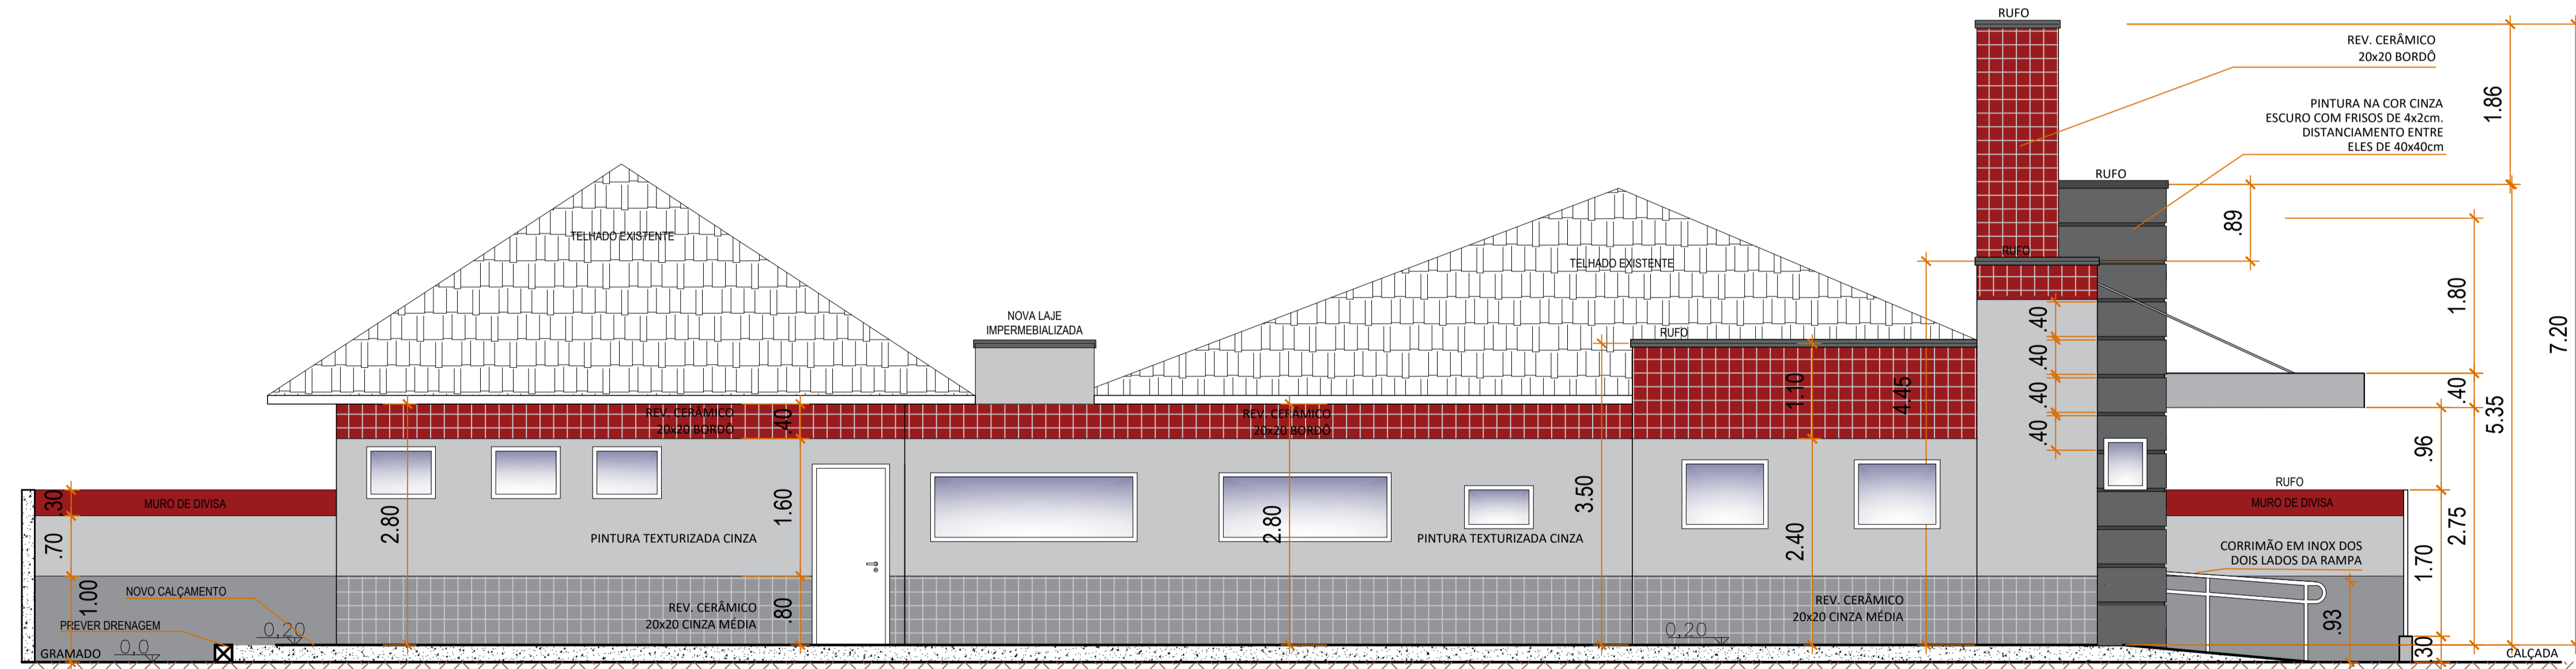 RUFO
REV. CERÂMICO
20x20 BORDÔ
1.86
PINTURA NA COR CINZA
ESCURO COM FRISOS DE 4x2cm.
DISTANCIAMENTO ENTRE
ELES DE 40x40cm
RUFO
.89
RUFO
TELHADO EXISTENTE
TELHADO EXISTENTE
1.80
7.20
NOVA LAJE
IMPERMEBIALIZADA
RUFO
.40
.40
.40
.40
1.10
4.45
.40
5.35
REV. CERÂMICO
20x20 BORDÔ
.40
REV. CERÂMICO
20x20 BORDÔ
.96
RUFO
.30
MURO DE DIVISA
MURO DE DIVISA
2.80
1.60
2.80
3.50
2.40
PINTURA TEXTURIZADA CINZA
PINTURA TEXTURIZADA CINZA
.70
2.75
1.70
CORRIMÃO EM INOX DOS
DOIS LADOS DA RAMPA
1.00
NOVO CALÇAMENTO
REV. CERÂMICO
20x20 CINZA MÉDIA
.80
REV. CERÂMICO
20x20 CINZA MÉDIA
.93
PREVER DRENAGEM
0,20
0,20
GRAMADO
0,0
.30
CALÇADA